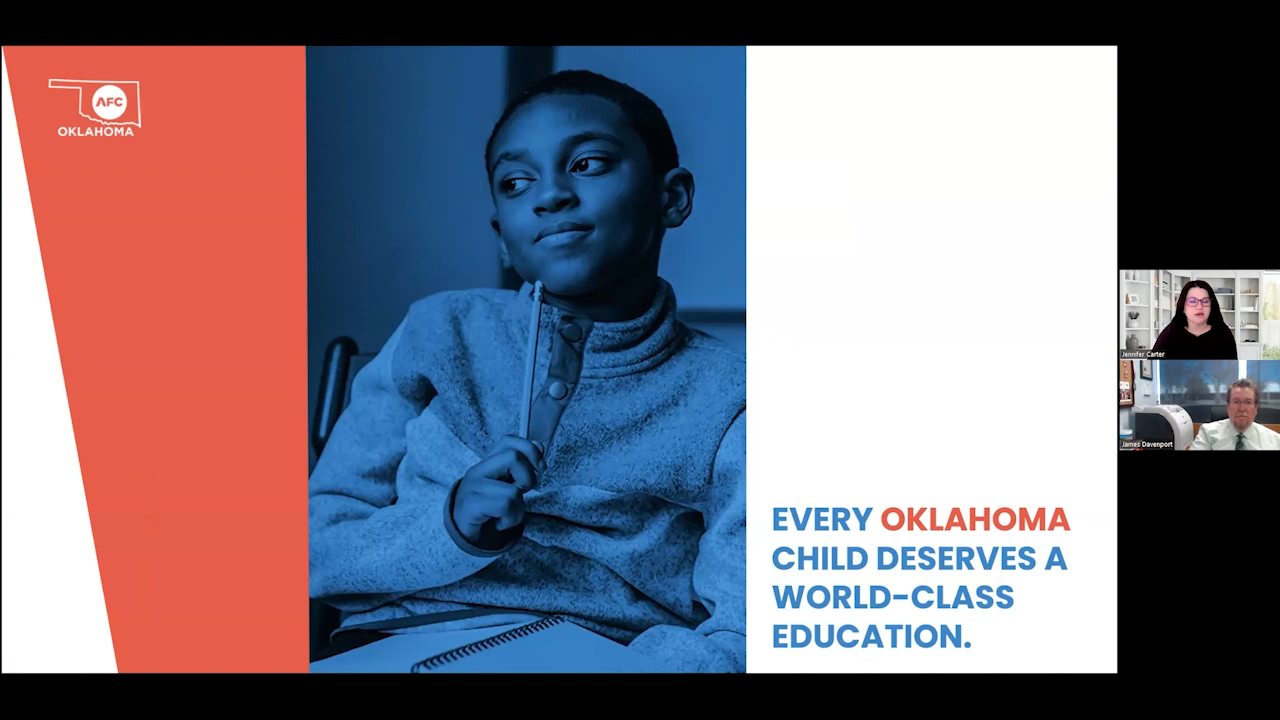 AFC
OKLAHOMA
EVERY OKLAHOMA
CHILD DESERVES A
WORLD-CLASS
EDUCATION.
Jennifer Carter
James Davenport